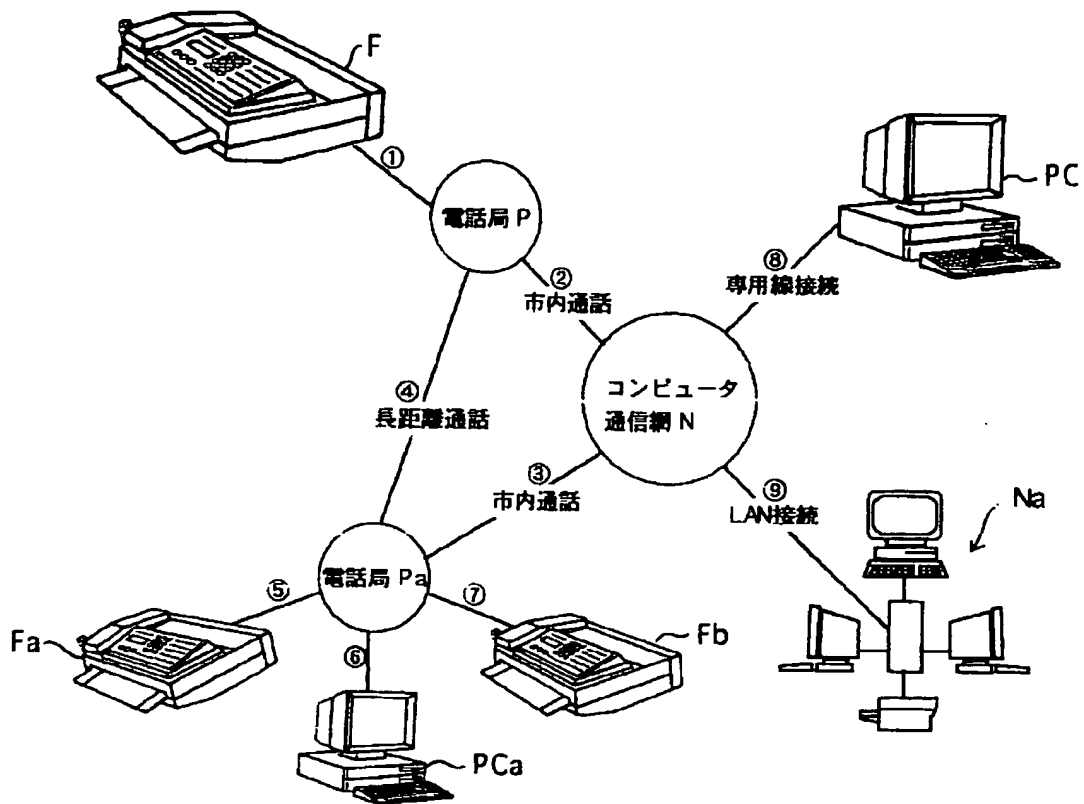 F
①
電話局 P
PC
②
市内通話
⑧
専用線接続
④
長距離通話
コンピュータ
通信網 N
③
市内通話
⑨
LAN接続
Na
電話局 Pa
⑤
⑦
Fa
⑥
Fb
PCa